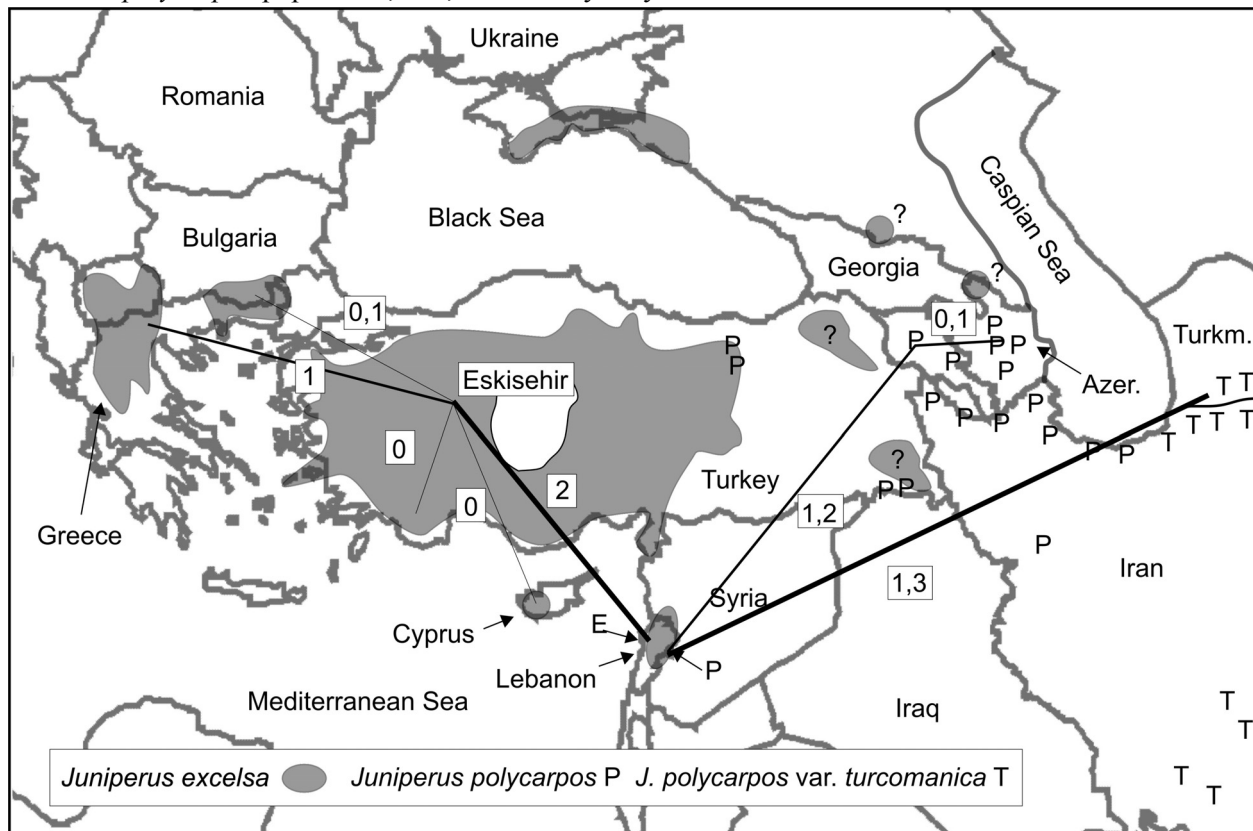 Ukraine
Romania
Caspian Sea
Black Sea
Bulgaria
?
Georgia
?
0,1
0,1
?
P
P
P
P P
Turkm.
P
P
P
P
Azer.
1
Eskisehir
T
T
P
P
P
P
T
T
T
T
P
P
0
?
2
Turkey
P
P
Greece
0
1,2
P
Iran
1,3
Syria
Cyprus
E
Lebanon
P
Mediterranean Sea
Iraq
T
T
T
T
Juniperus excelsa Juniperus polycarpos P J. polycarpos var. turcomanica T